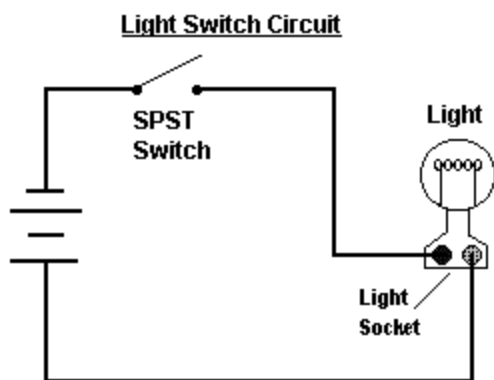 Light Switch Circuit
SPST
Switch
Light
Light
Socket